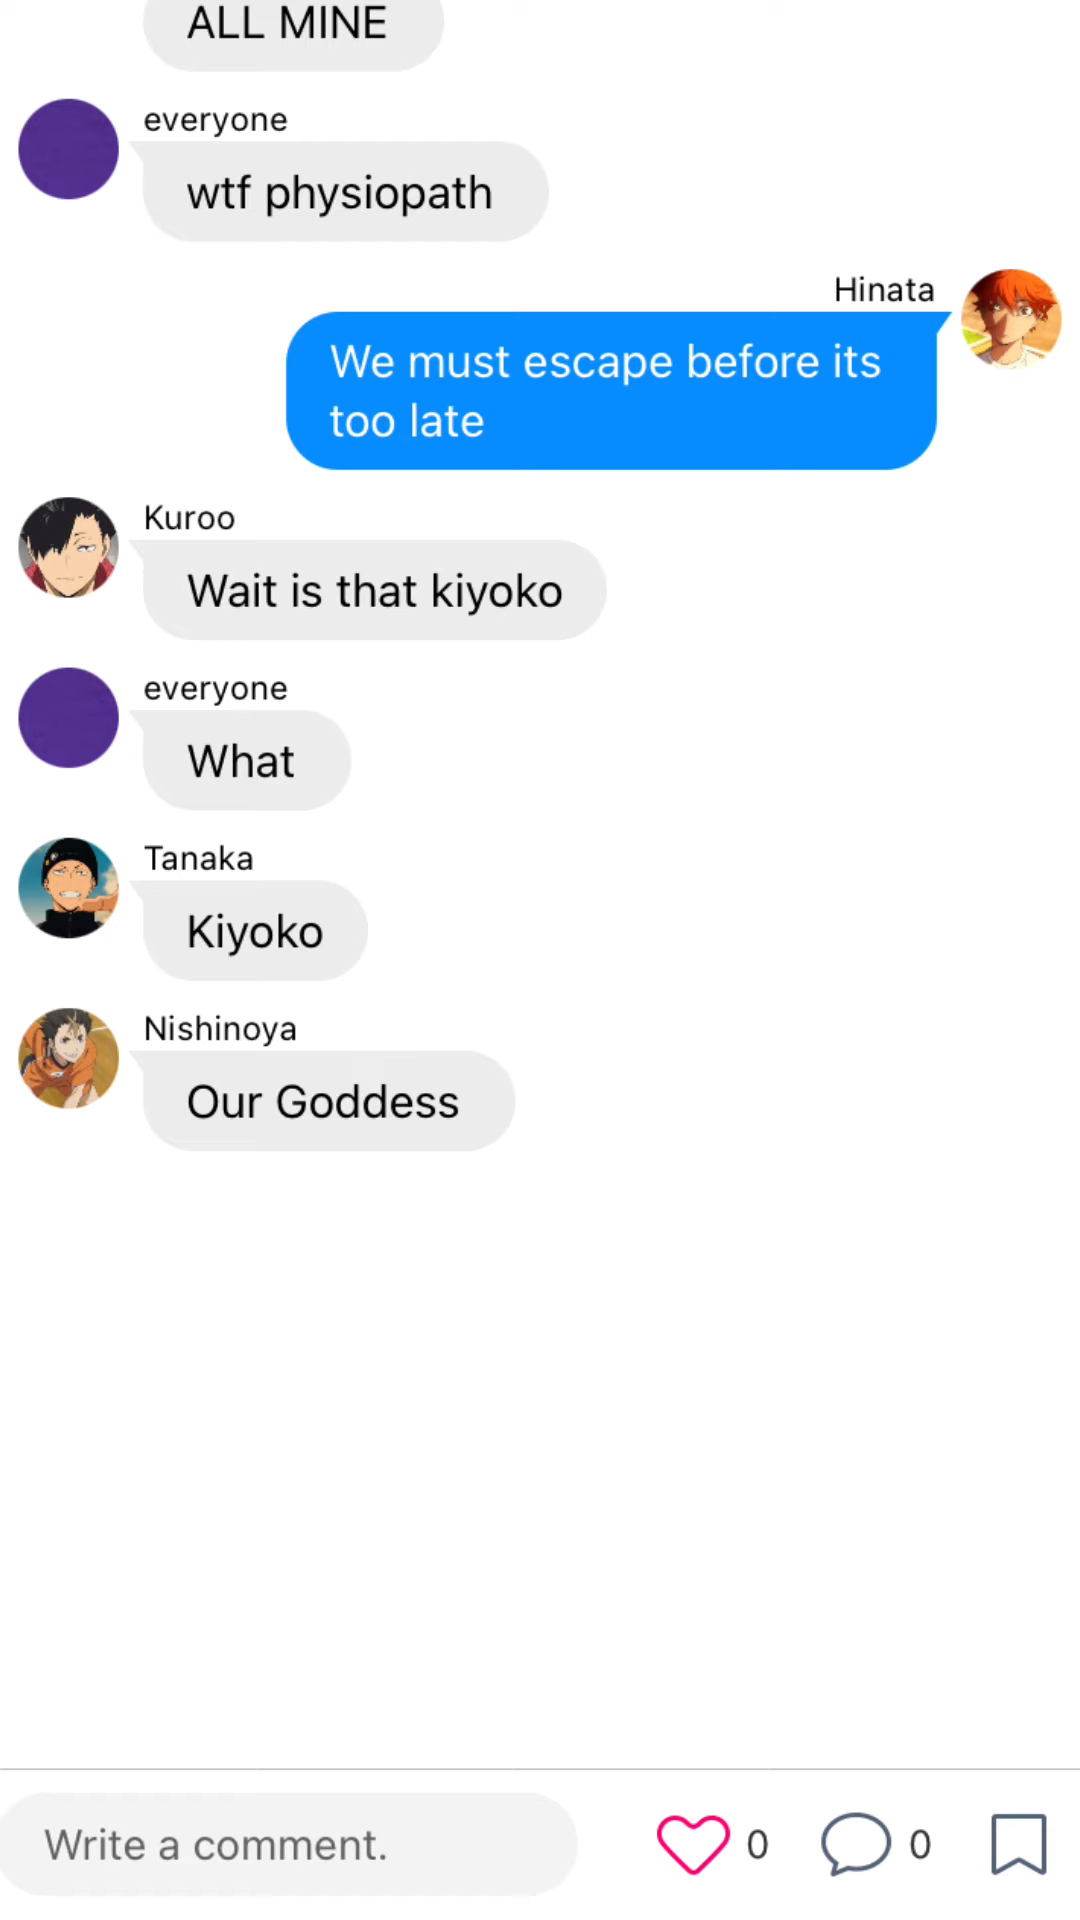 ALL MINE
everyone
wtf physiopath
Hinata
We must escape before its
too late
Kuroo
Wait is that kiyoko
everyone
What
Tanaka
Kiyoko
Nishinoya
Our Goddess
Write a comment.
0
0